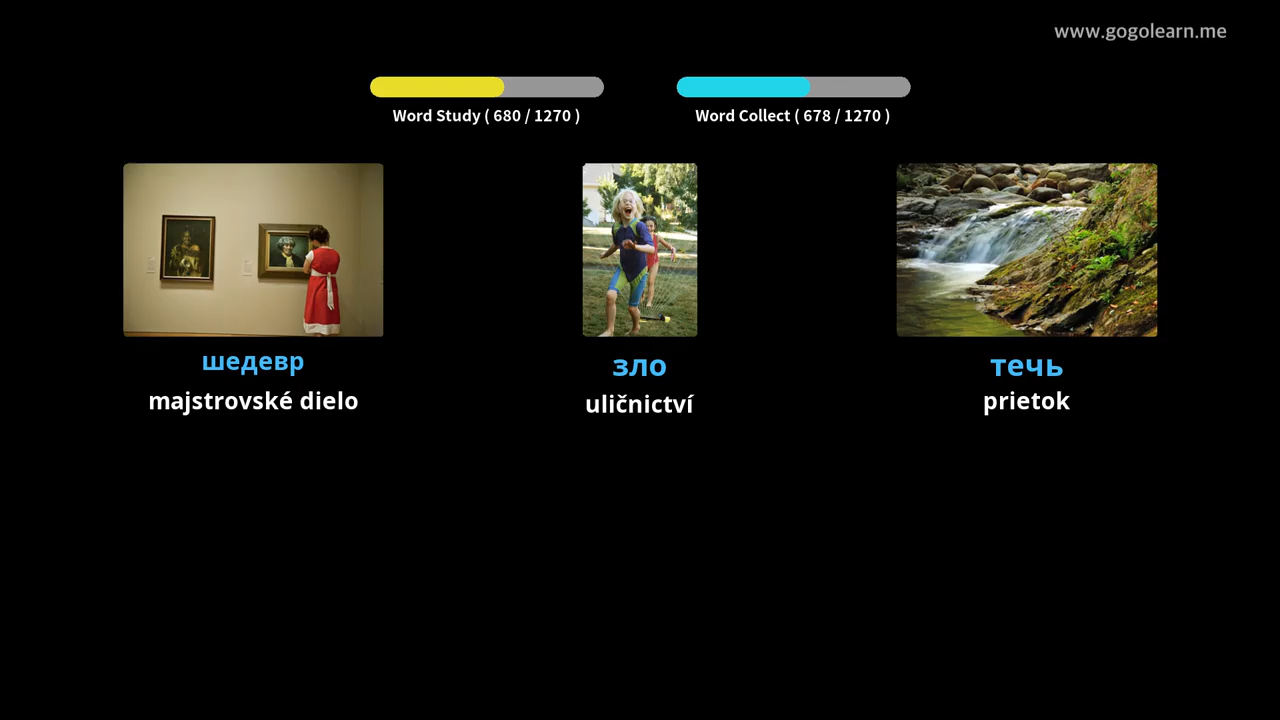 www.gogolearn.me
Word Study ( 680 / 1270 )
Word Collect ( 678 / 1270 )
шедевр
majstrovské dielo
зло
uličnictví
течь
prietok